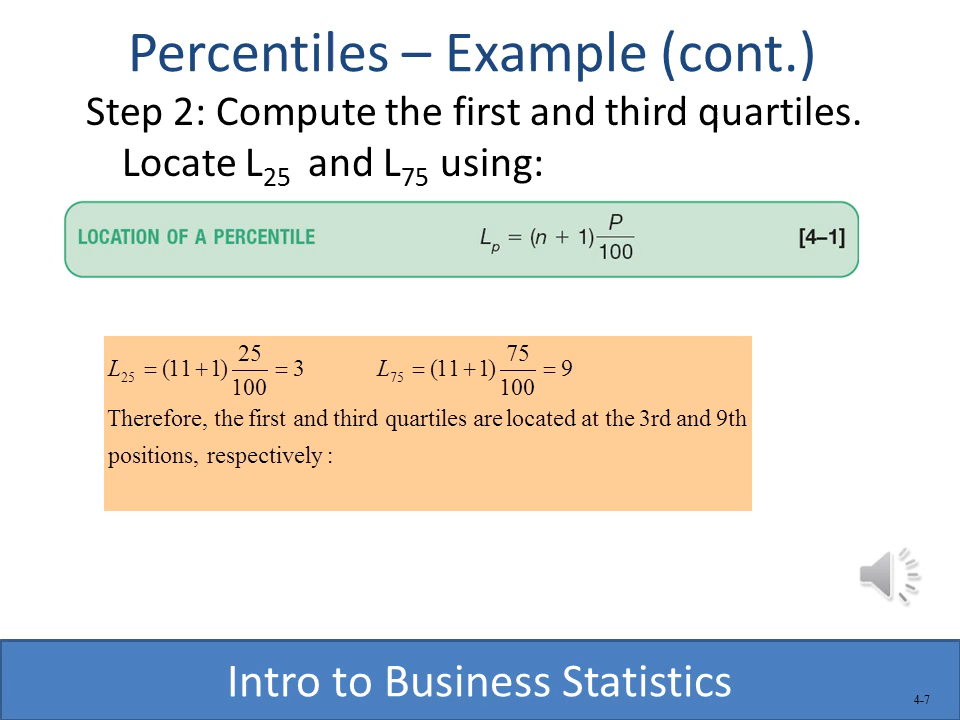 Percentiles – Example (cont.)
Step 2: Compute the first and third quartiles.
Locate L25 and L75 using:
LOCATION OF A PERCENTILE Lp = (n + 1) P/100 [4–1]
L25 = (11+1) 25/100 = 3 L75 = (11+1) 75/100 = 9
Therefore, the first and third quartiles are located at the 3rd and 9th
positions, respectively :
Intro to Business Statistics
4-7